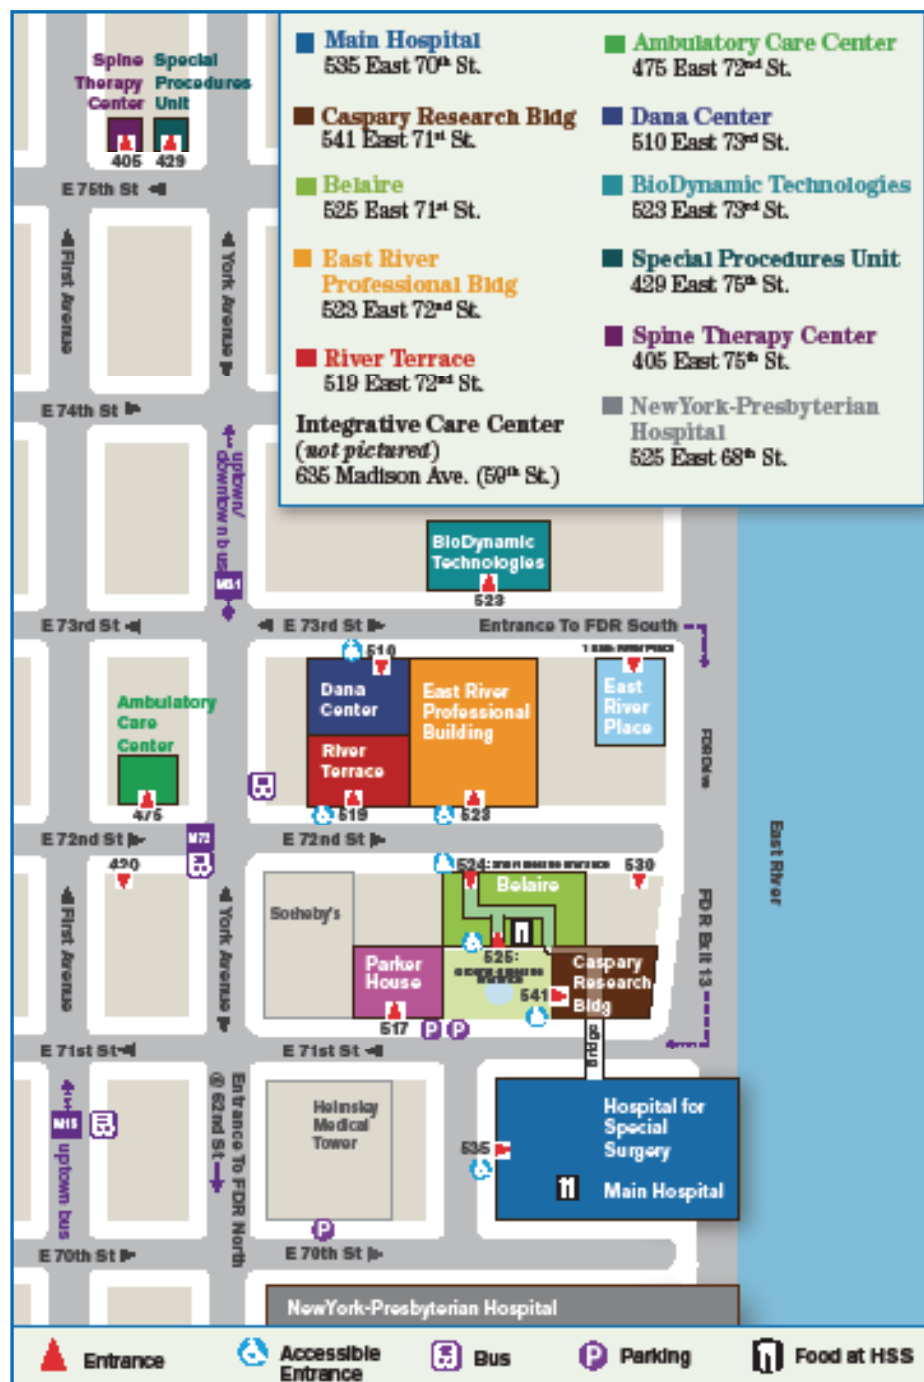 Main Hospital
535 East 70th St.
Caspary Research Bldg
541 East 71st St.
Belaire
525 East 71st St.
East River
Professional Bldg
523 East 72nd St.
River Terrace
519 East 72nd St.
Integrative Care Center
(not pictured)
635 Madison Ave. (59th St.)
Ambulatory Care Center
475 East 72nd St.
Dana Center
510 East 73rd St.
BioDynamic Technologies
523 East 73rd St.
Special Procedures Unit
429 East 75th St.
Spine Therapy Center
405 East 75th St.
NewYork-Presbyterian
Hospital
525 East 68th St.
Spine
Therapy
Center
Special
Procedures
Unit
405
429
E 75th St
First Avenue
York Avenue
E 74th St
uptown/
downtown bus
M31
BioDynamic
Technologies
523
E 73rd St
E 73rd St
Entrance To FDR South
510
Dana
Center
East River
Professional
Building
East
River
Place
Ambulatory
Care
Center
River
Terrace
FDR Drive
475
519
523
E 72nd St
M72
E 72nd St
East River
420
524:
530
Belaire
First Avenue
York Avenue
Sotheby's
FDR Exit 13
Parker
House
525:
Caspary
Research
Bldg
541
517
E 71st St
E 71st St
Bridge
M15
uptown bus
Entrance To FDR North
@ 62nd St
Helmsley
Medical
Tower
Hospital for
Special
Surgery
535
Main Hospital
E 70th St
E 70th St
NewYork-Presbyterian Hospital
Entrance
Accessible
Entrance
Bus
P
Parking
Food at HSS